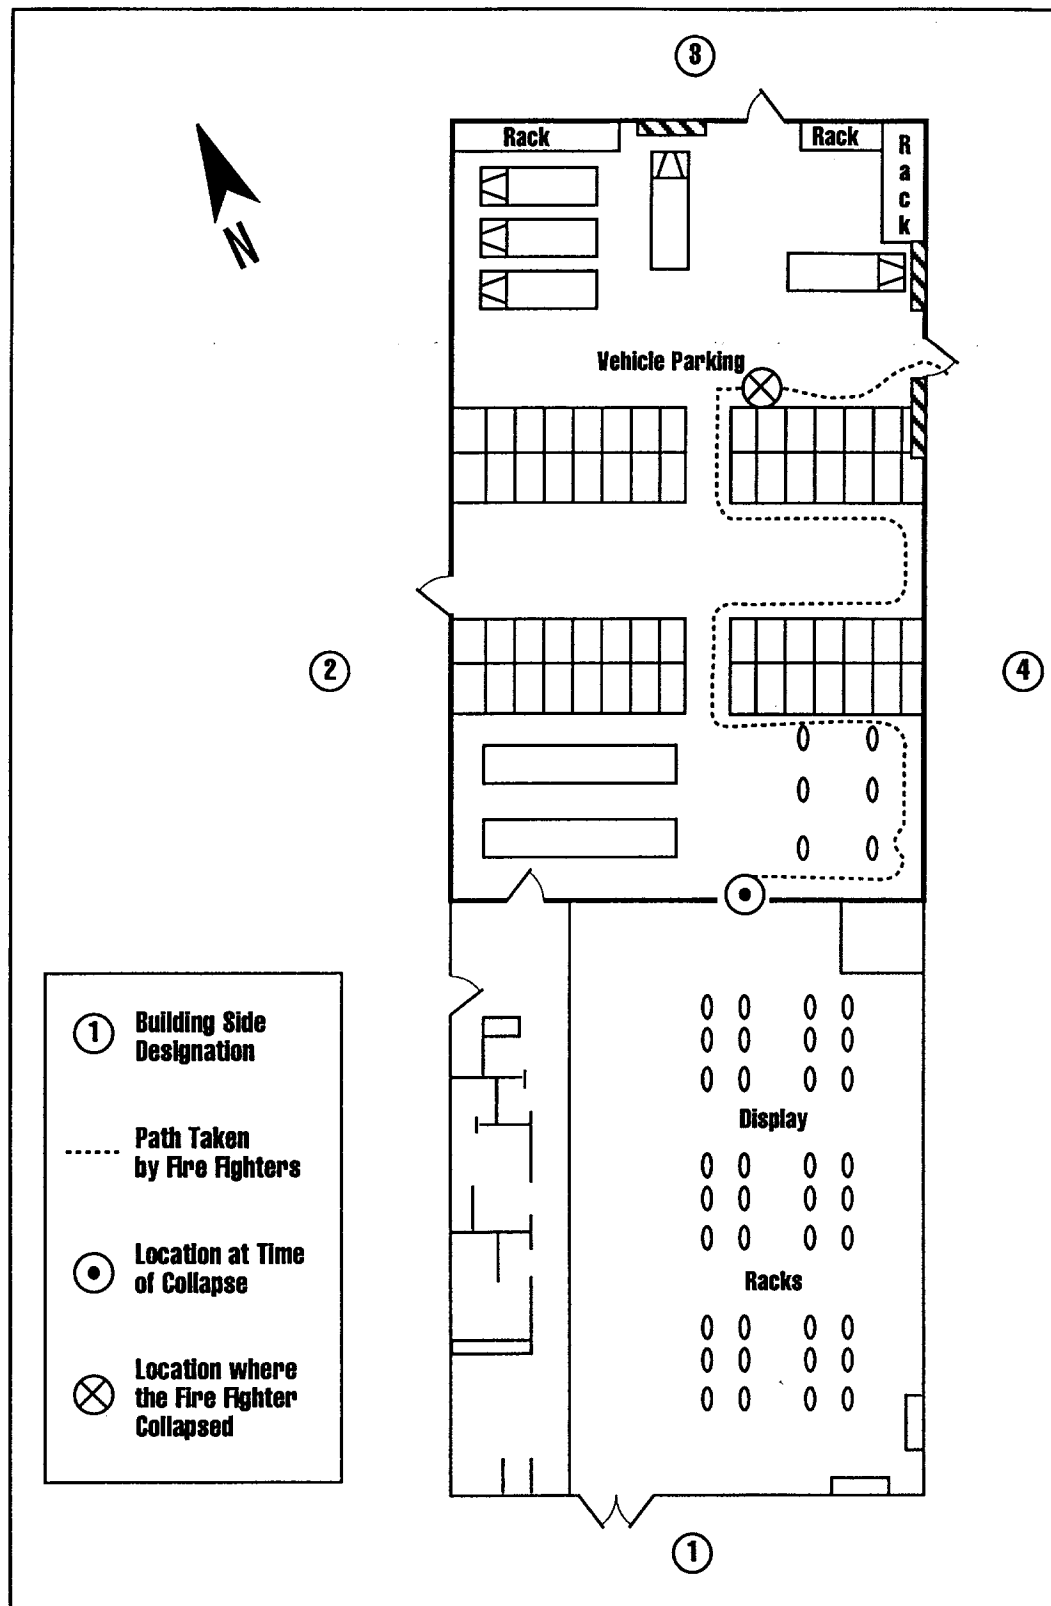 3
Rack
Rack
Rack
N
Vehicle Parking
2
4
1
Building Side
Designation
Path Taken
by Fire Fighters
Location at Time
of Collapse
Location where
the Fire Fighter
Collapsed
Display
Racks
1